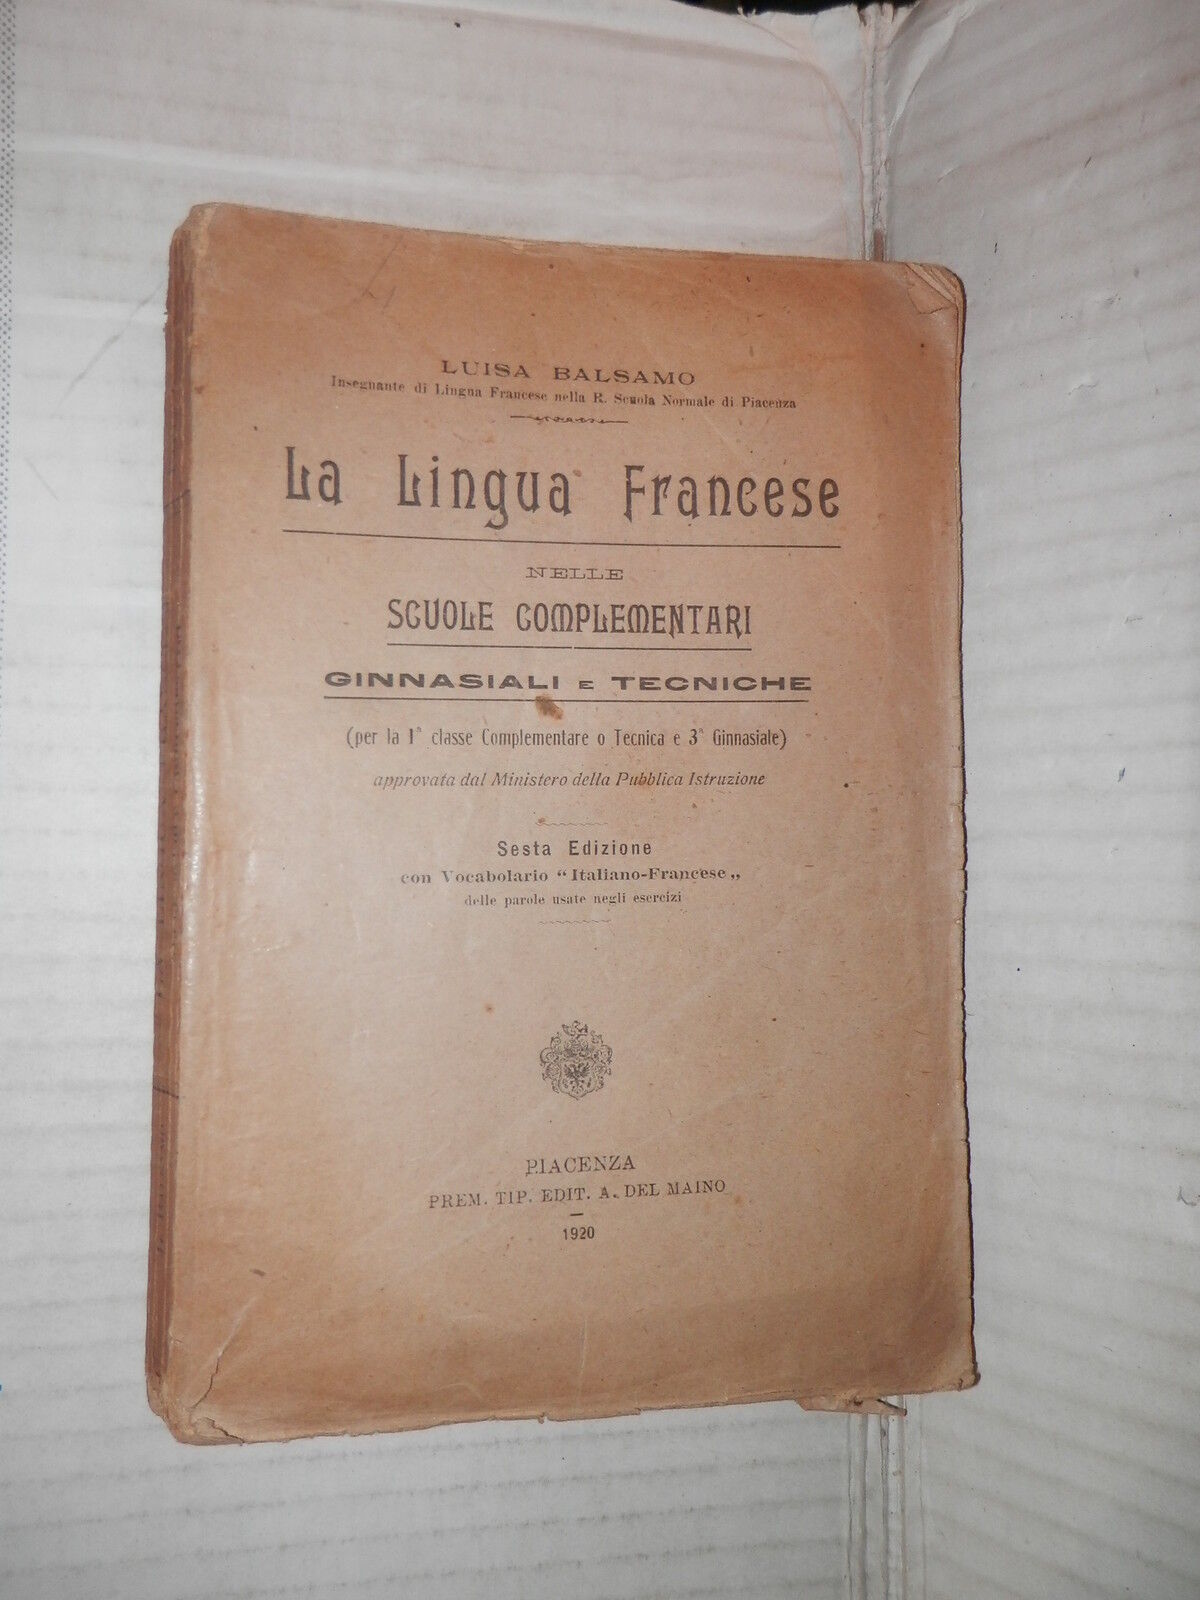 LUISA BALSAMO
Insegnante di Lingua Francese nella R. Scuola Normale di Piacenza
La Lingua Francese
NELLE
SCUOLE COMPLEMENTARI
GINNASIALI E TECNICHE
(per la 1ª classe Complementare o Tecnica e 3ª Ginnasiale)
approvata dal Ministero della Pubblica Istruzione
Sesta Edizione
con Vocabolario “Italiano-Francese„
delle parole usate negli esercizi
PIACENZA
PREM. TIP. EDIT. A. DEL MAINO
1920